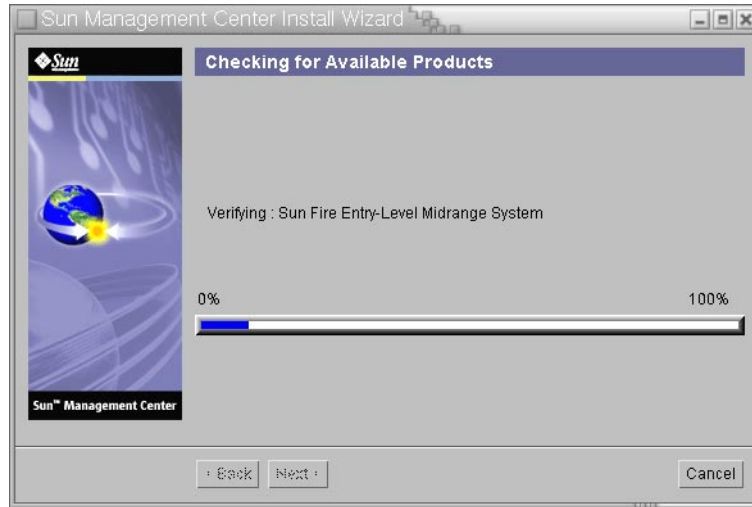 Sun Management Center Install Wizard
Sun
microsystems
Checking for Available Products
Verifying : Sun Fire Entry-Level Midrange System
0% 100%
Sun™ Management Center
Back Next Cancel